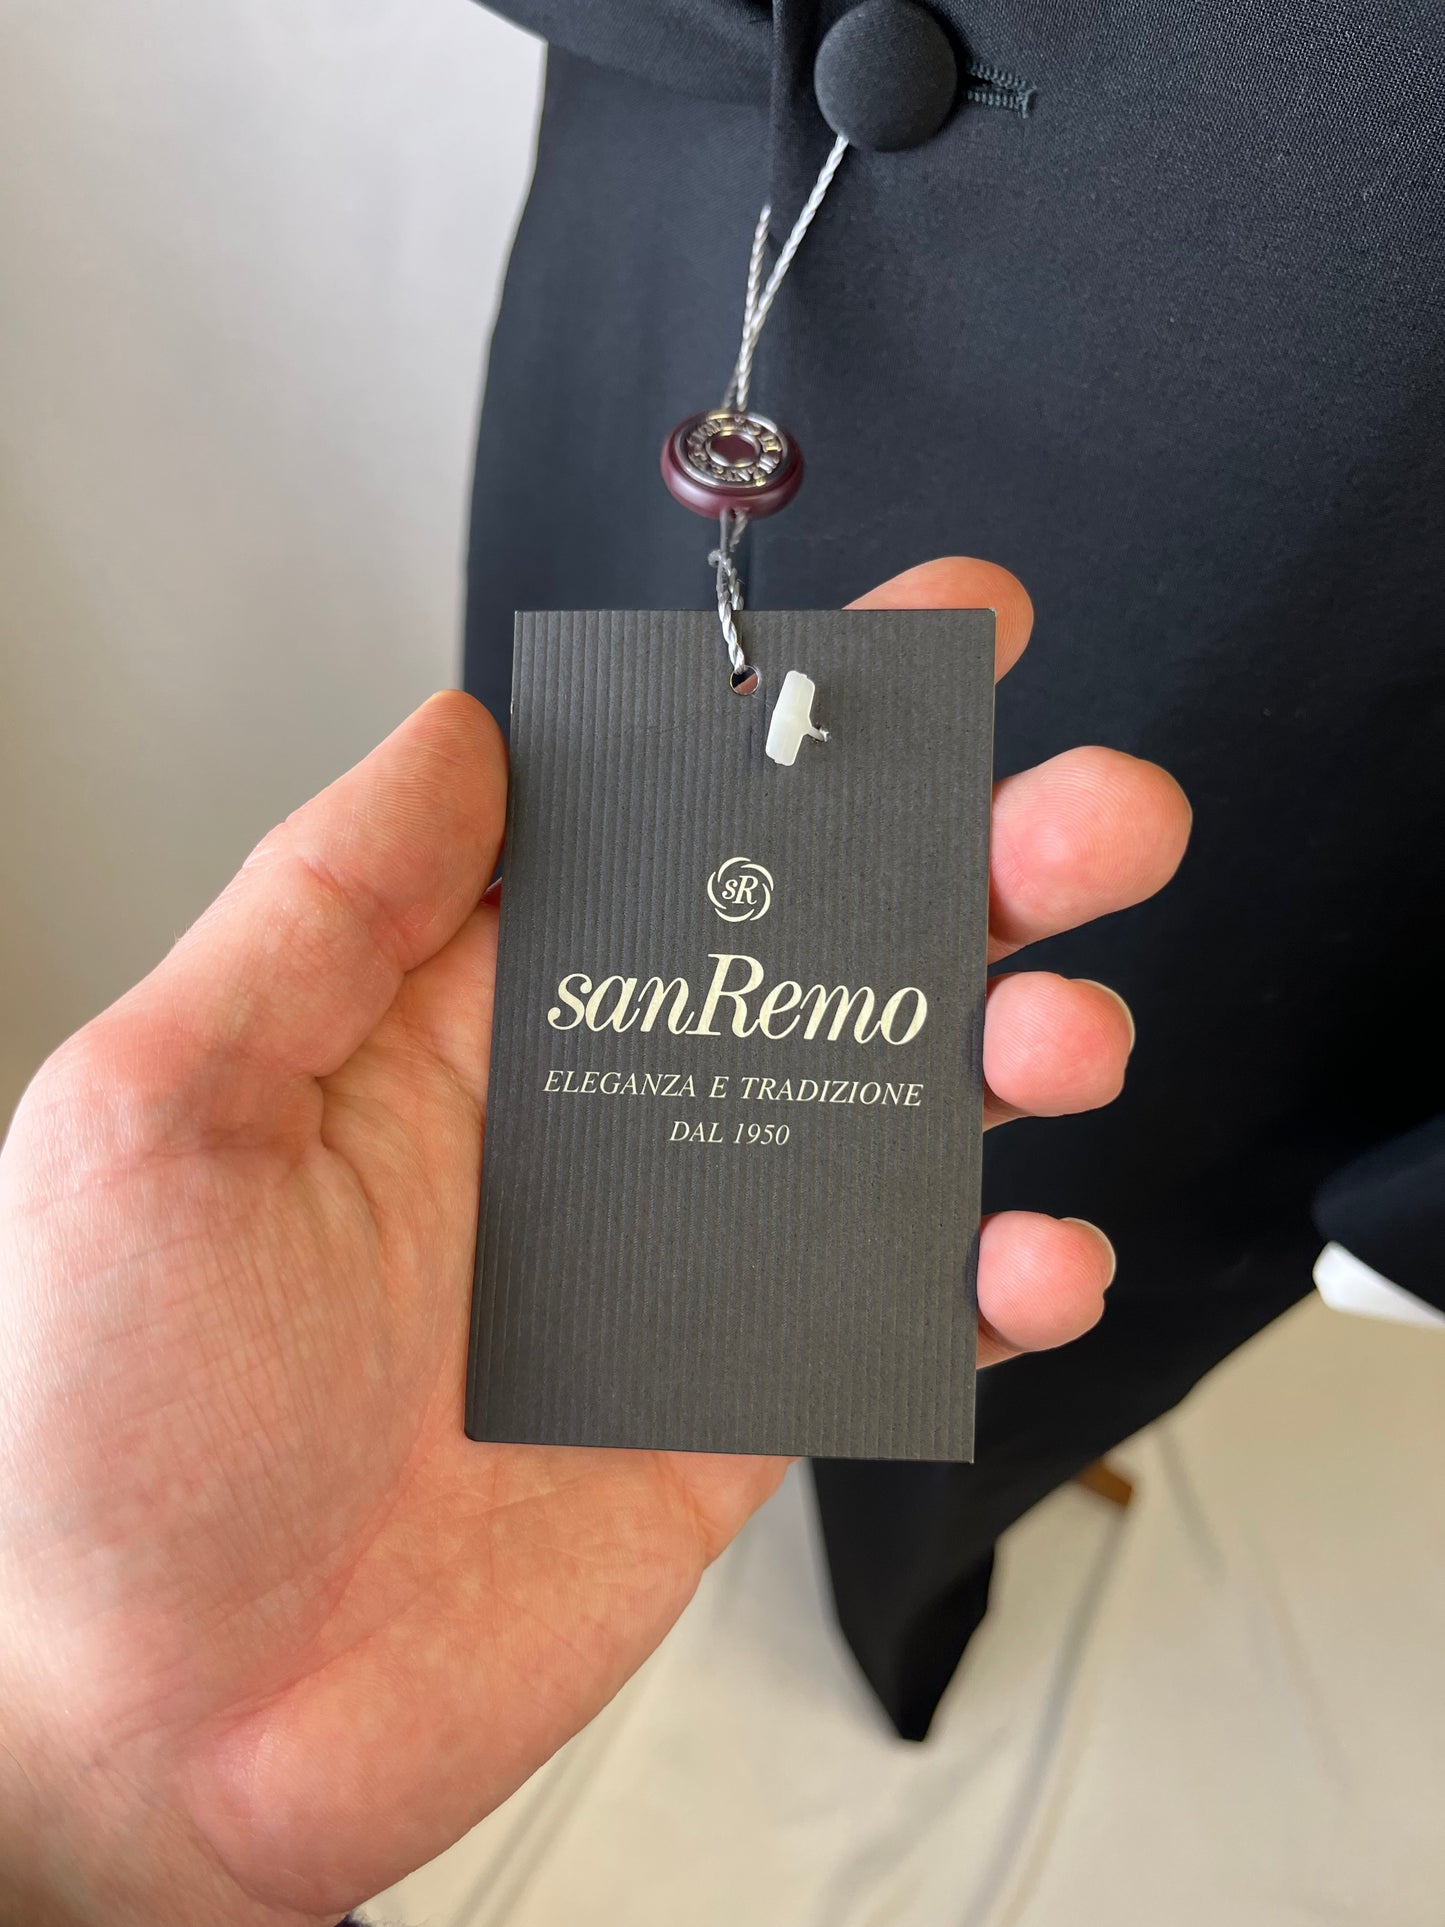 sR
sanRemo
ELEGANZA E TRADIZIONE
DAL 1950